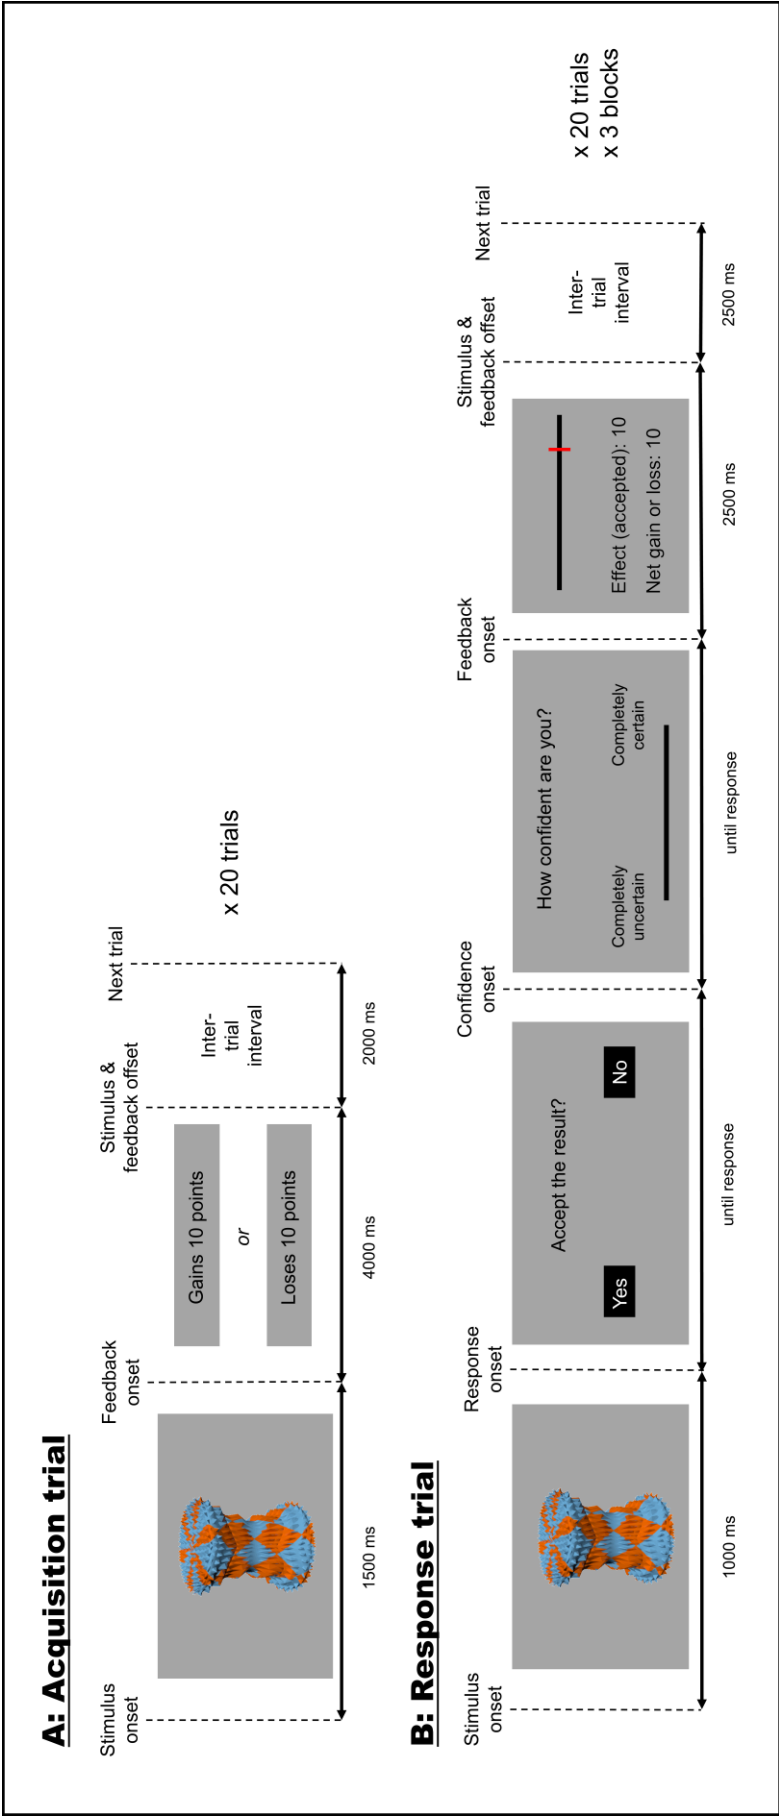 A: Acquisition trial
Stimulus
onset
Feedback
onset
Stimulus &
feedback offset
Next trial
Gains 10 points
or
Loses 10 points
Inter-
trial
interval
x 20 trials
1500 ms
4000 ms
2000 ms
B: Response trial
Stimulus
onset
Response
onset
Confidence
onset
Feedback
onset
Stimulus &
feedback offset
Next trial
Accept the result?
Yes
No
How confident are you?
Completely
uncertain
Completely
certain
Effect (accepted): 10
Net gain or loss: 10
Inter-
trial
interval
x 20 trials
x 3 blocks
1000 ms
until response
until response
2500 ms
2500 ms